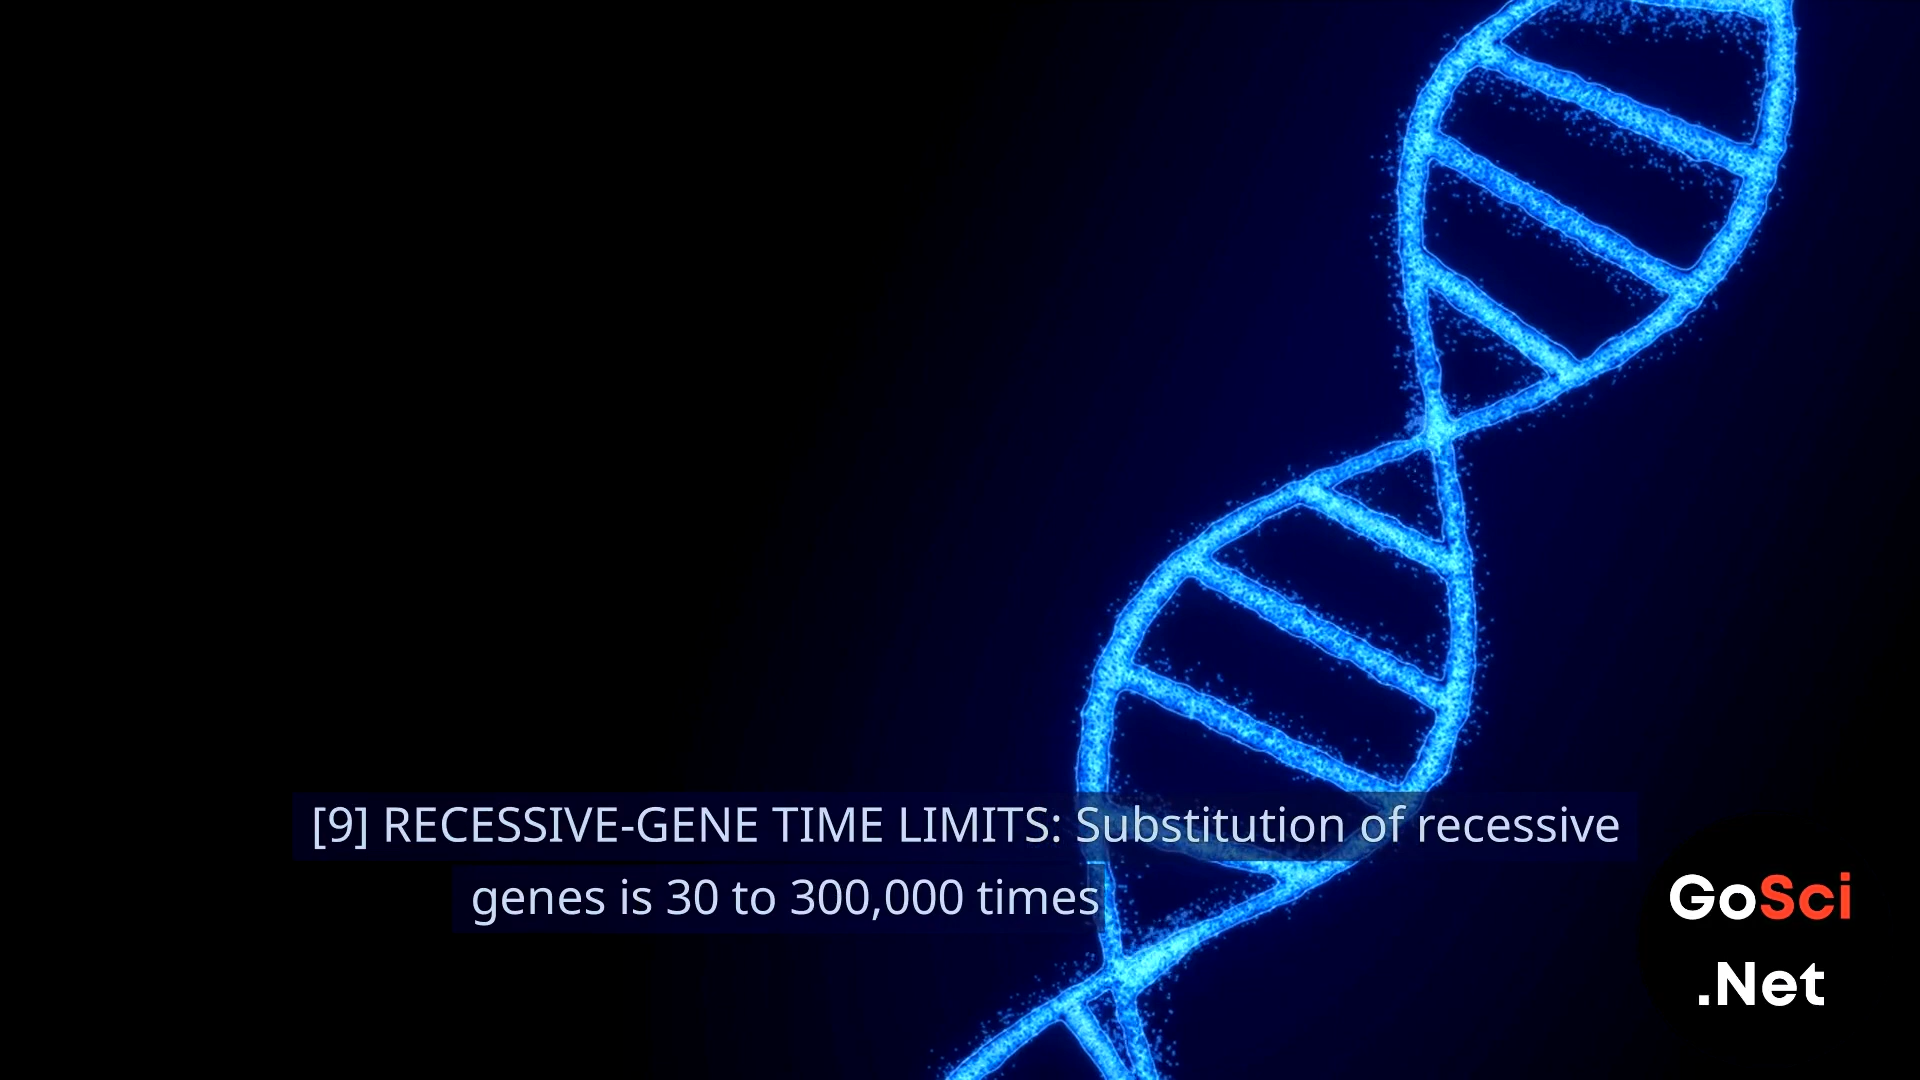 [9] RECESSIVE-GENE TIME LIMITS: Substitution of recessive
genes is 30 to 300,000 times
GoSci
.Net